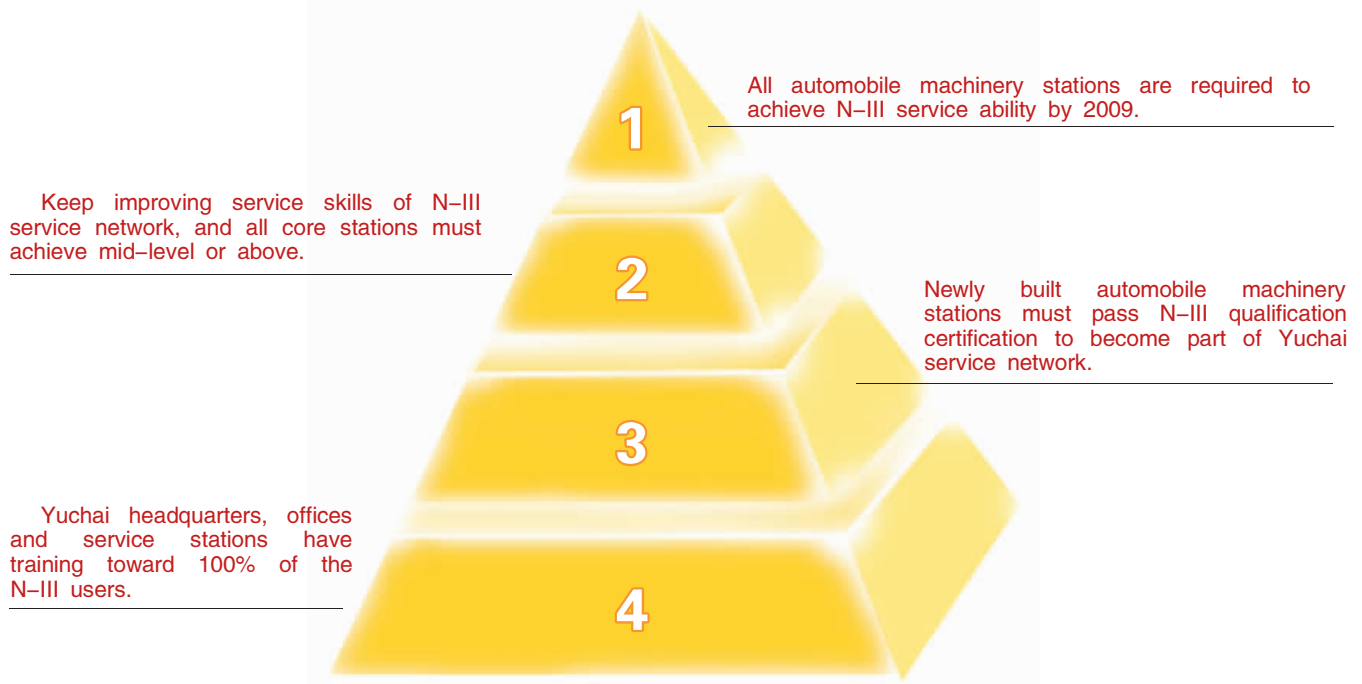 1
All automobile machinery stations are required to
achieve N–III service ability by 2009.
2
Keep improving service skills of N–III
service network, and all core stations must
achieve mid–level or above.
3
Newly built automobile machinery
stations must pass N–III qualification
certification to become part of Yuchai
service network.
4
Yuchai headquarters, offices
and service stations have
training toward 100% of the
N–III users.